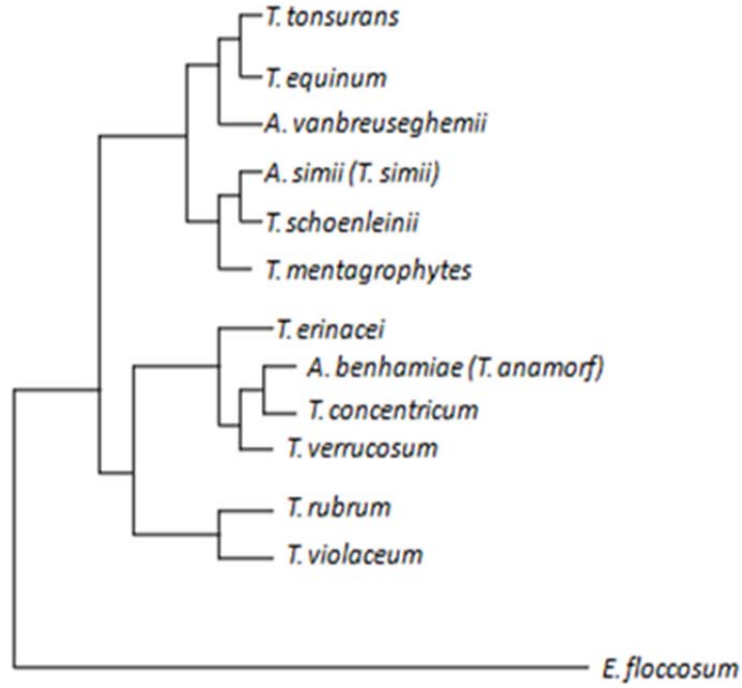 T. tonsurans
T. equinum
A. vanbreuseghemii
A. simii (T. simii)
T. schoenleinii
T. mentagrophytes
T. erinacei
A. benhamiae (T. anamorf)
T. concentricum
T. verrucosum
T. rubrum
T. violaceum
E. floccosum